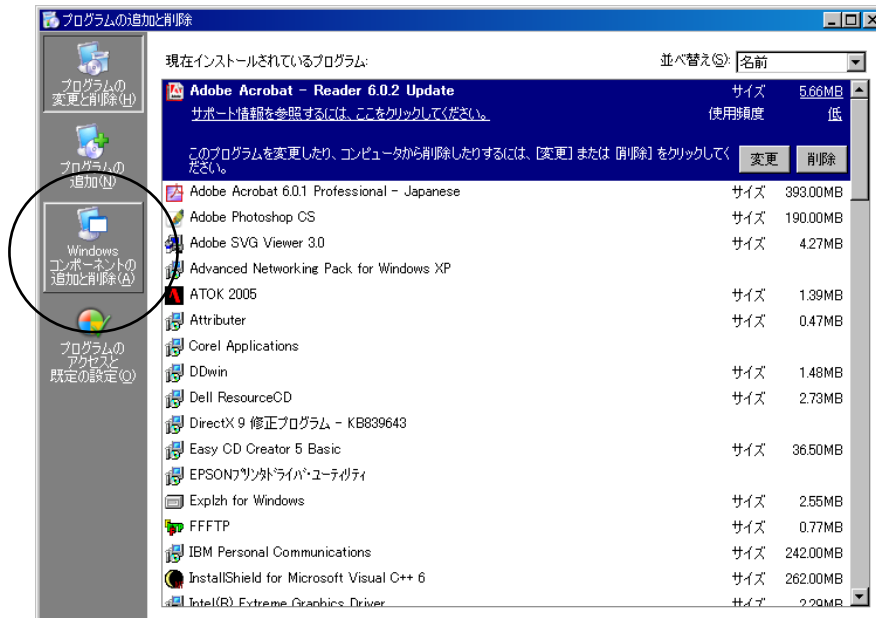 プログラムの追加と削除
プログラムの
変更と削除(H)
プログラムの
追加(N)
Windows
コンポーネントの
追加と削除(A)
プログラムの
アクセスと
既定の設定(O)
現在インストールされているプログラム:
並べ替え(S): 名前
Adobe Acrobat - Reader 6.0.2 Update サイズ 5.66MB
サポート情報を参照するには、ここをクリックしてください。 使用頻度 低
このプログラムを変更したり、コンピュータから削除したりするには、[変更] または [削除] をクリックしてく
ださい。 変更 削除
Adobe Acrobat 6.0.1 Professional - Japanese サイズ 393.00MB
Adobe Photoshop CS サイズ 190.00MB
Adobe SVG Viewer 3.0 サイズ 4.27MB
Advanced Networking Pack for Windows XP
ATOK 2005 サイズ 1.39MB
Attributer サイズ 0.47MB
Corel Applications
DDwin サイズ 1.48MB
Dell ResourceCD サイズ 2.73MB
DirectX 9 修正プログラム - KB839643
Easy CD Creator 5 Basic サイズ 36.50MB
EPSONプリンタドライバ・ユーティリティ
Explzh for Windows サイズ 2.55MB
FFFTP サイズ 0.77MB
IBM Personal Communications サイズ 242.00MB
InstallShield for Microsoft Visual C++ 6 サイズ 262.00MB
Intel(R) Extreme Graphics Driver サイズ 2.29MB